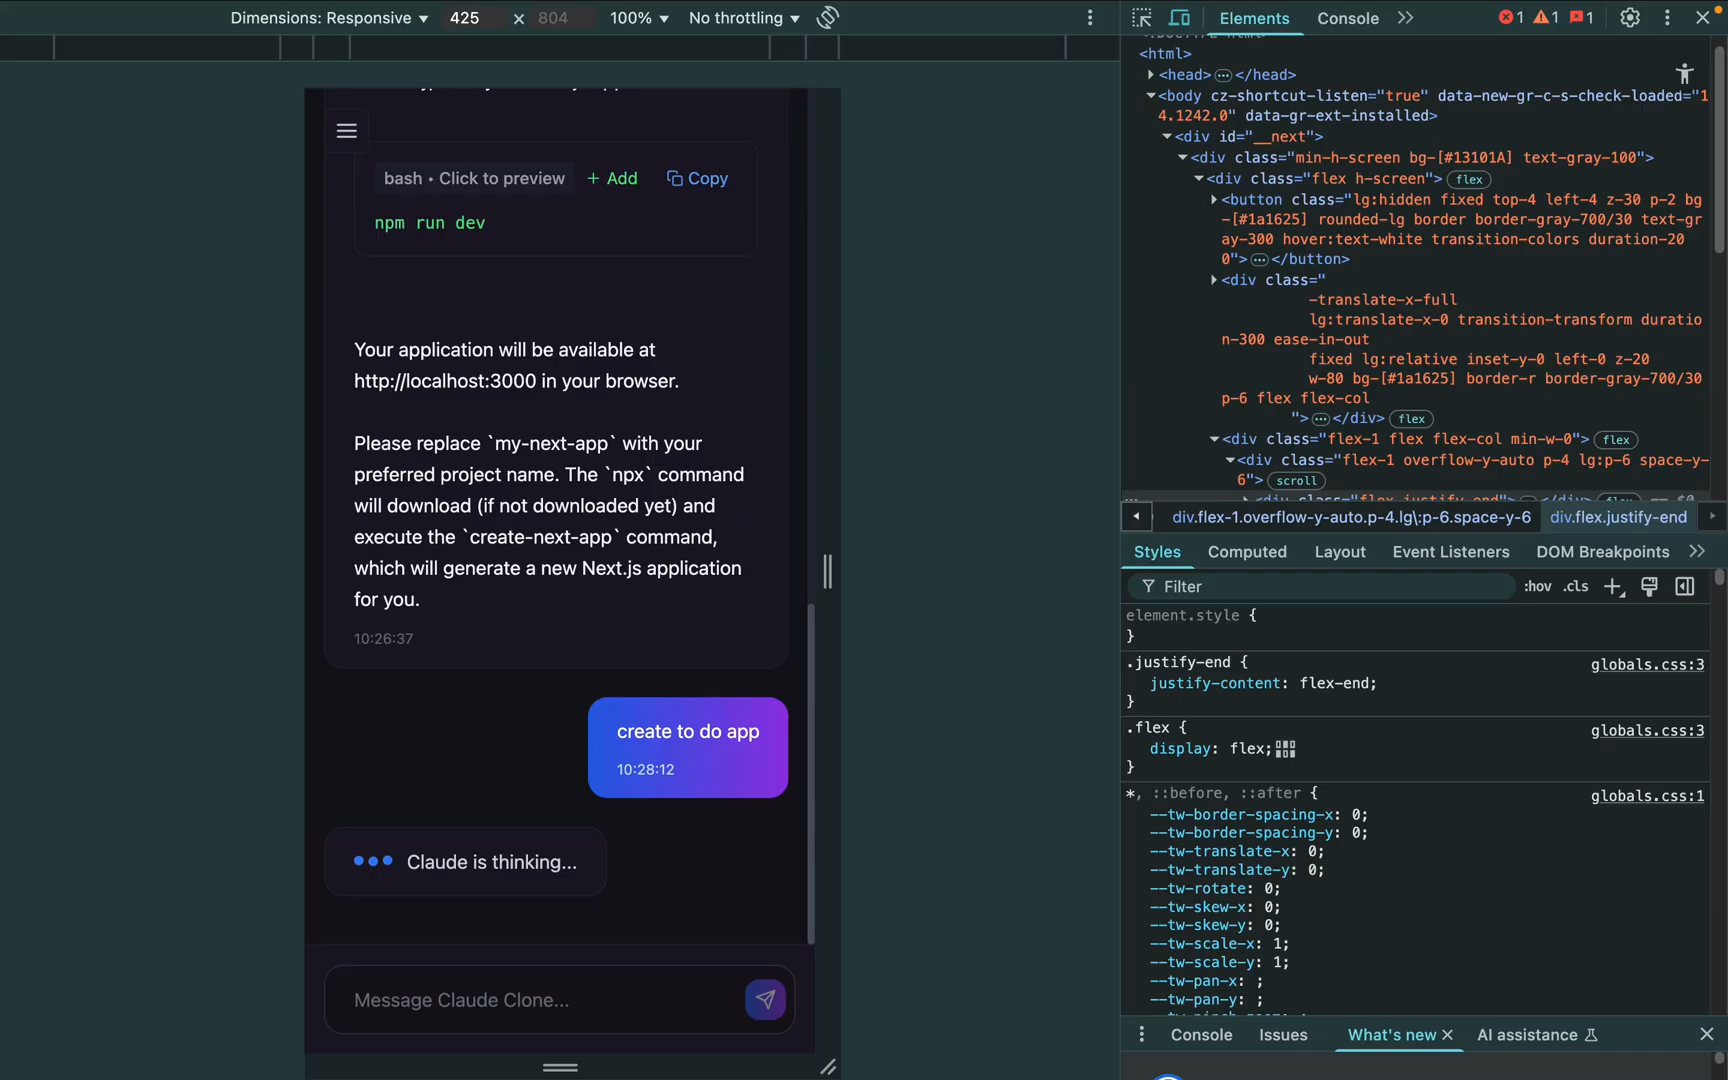 Dimensions: Responsive ▼ 425 × 804 100% ▼ No throttling ▼
Elements Console 1 1 1
<html>
<head> ⋯ </head>
<body cz-shortcut-listen="true" data-new-gr-c-s-check-loaded="1
4.1242.0" data-gr-ext-installed>
<div id="__next">
<div class="min-h-screen bg-[#13101A] text-gray-100">
<div class="flex h-screen"> flex
<button class="lg:hidden fixed top-4 left-4 z-30 p-2 bg
-[#1a1625] rounded-lg border border-gray-700/30 text-gr
ay-300 hover:text-white transition-colors duration-20
0"> ⋯ </button>
<div class="
-translate-x-full
lg:translate-x-0 transition-transform duratio
n-300 ease-in-out
fixed lg:relative inset-y-0 left-0 z-20
w-80 bg-[#1a1625] border-r border-gray-700/30
p-6 flex flex-col
"> ⋯ </div> flex
<div class="flex-1 flex flex-col min-w-0"> flex
<div class="flex-1 overflow-y-auto p-4 lg:p-6 space-y-
6"> scroll
div.flex-1.overflow-y-auto.p-4.lg\:p-6.space-y-6 div.flex.justify-end
Styles Computed Layout Event Listeners DOM Breakpoints
Filter :hov .cls
element.style {
}
.justify-end {
globals.css:3
justify-content: flex-end;
}
.flex {
globals.css:3
display: flex;
}
*, ::before, ::after {
globals.css:1
--tw-border-spacing-x: 0;
--tw-border-spacing-y: 0;
--tw-translate-x: 0;
--tw-translate-y: 0;
--tw-rotate: 0;
--tw-skew-x: 0;
--tw-skew-y: 0;
--tw-scale-x: 1;
--tw-scale-y: 1;
--tw-pan-x: ;
--tw-pan-y: ;
Console Issues What's new AI assistance
bash • Click to preview + Add Copy
npm run dev
Your application will be available at
http://localhost:3000 in your browser.
Please replace `my-next-app` with your
preferred project name. The `npx` command
will download (if not downloaded yet) and
execute the `create-next-app` command,
which will generate a new Next.js application
for you.
10:26:37
create to do app
10:28:12
Claude is thinking...
Message Claude Clone...